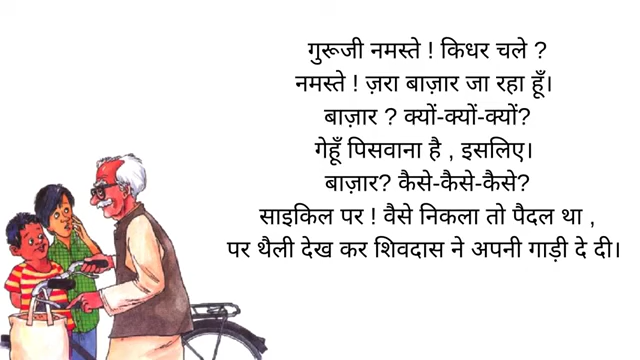 गुरूजी नमस्ते ! किधर चले ?
नमस्ते ! ज़रा बाज़ार जा रहा हूँ।
बाज़ार ? क्यों-क्यों-क्यों?
गेहूँ पिसवाना है , इसलिए।
बाज़ार? कैसे-कैसे-कैसे?
साइकिल पर ! वैसे निकला तो पैदल था ,
पर थैली देख कर शिवदास ने अपनी गाड़ी दे दी।